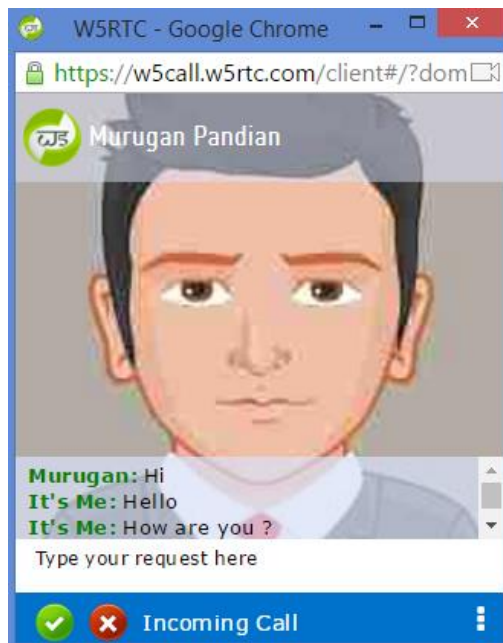 W5RTC - Google Chrome
https://w5call.w5rtc.com/client#/?dom
Murugan Pandian
Murugan: Hi
It's Me: Hello
It's Me: How are you ?
Type your request here
Incoming Call